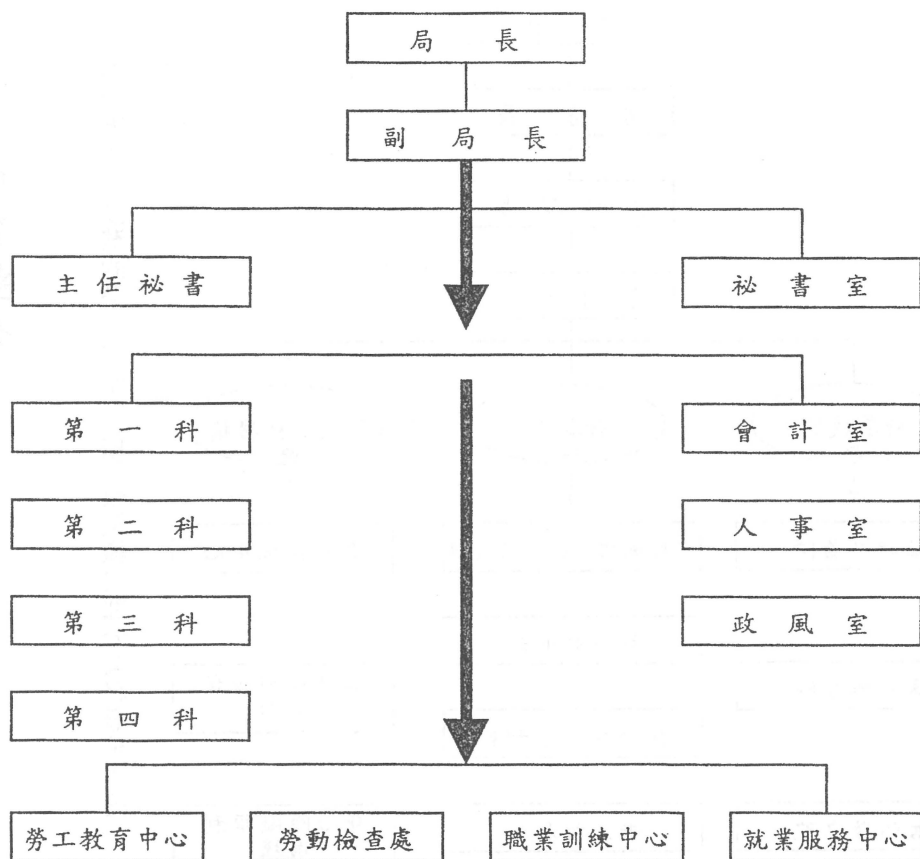 局長
副局長
主任祕書
祕書室
第一科
會計室
第二科
人事室
第三科
政風室
第四科
勞工教育中心
勞動檢查處
職業訓練中心
就業服務中心